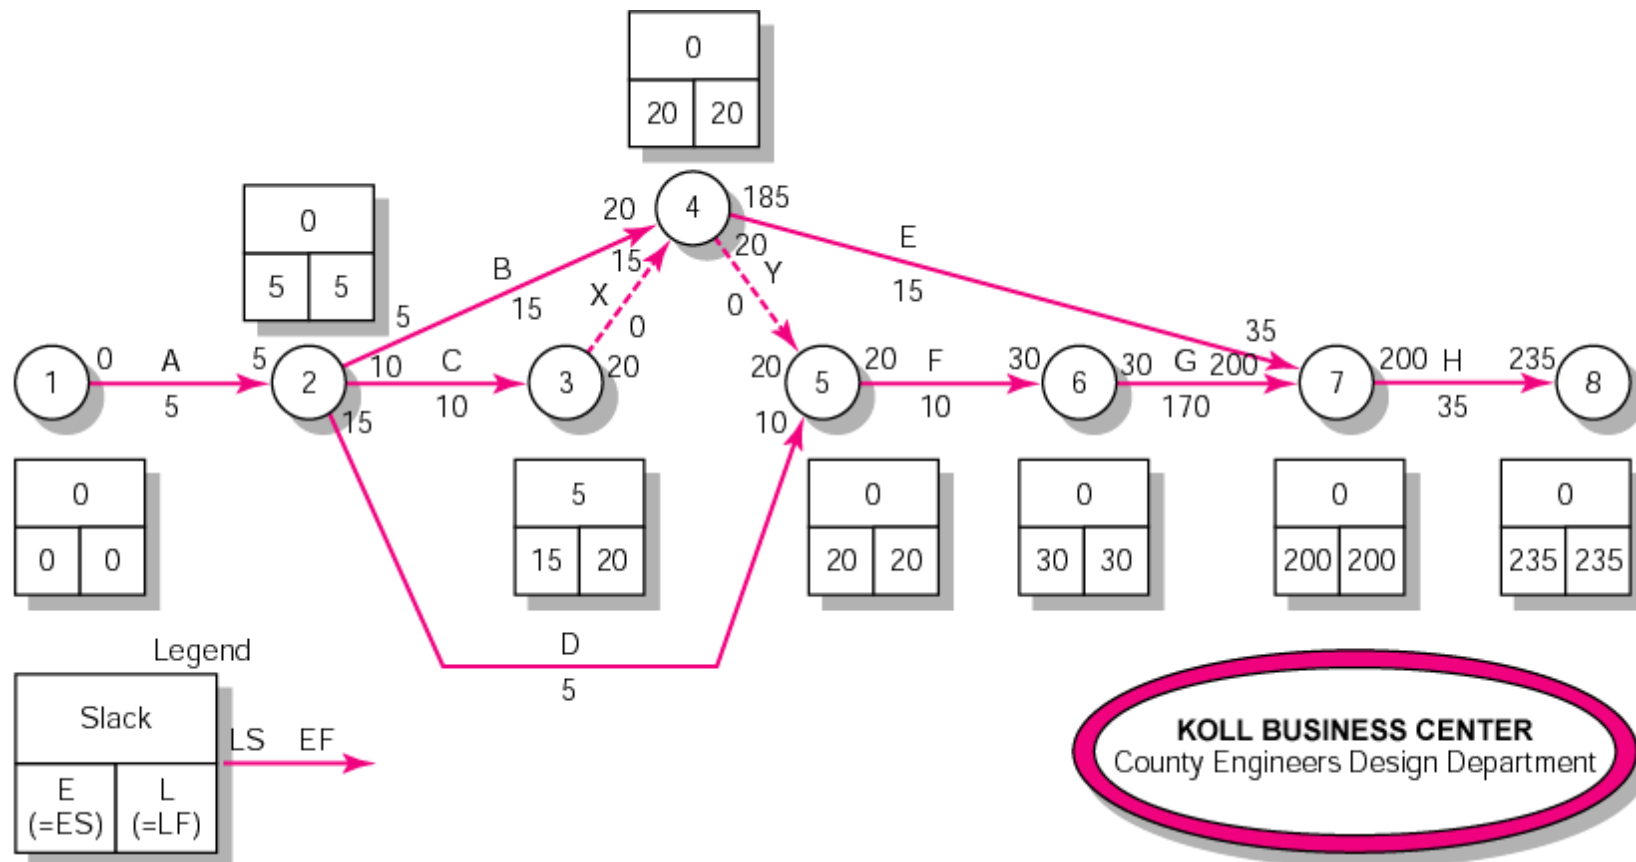 0
20 20
0
5 5
20
4
185
20
15
E
15
B
15
X
0
Y
0
5
35
1
0
A
5
5
2
10
C
10
15
3
20
20
10
5
20
F
10
30
6
30
G
200
170
7
200
H
35
235
8
0
0 0
5
15 20
0
20 20
0
30 30
0
200 200
0
235 235
D
5
Legend
Slack
E
(=ES)
L
(=LF)
LS EF
KOLL BUSINESS CENTER
County Engineers Design Department